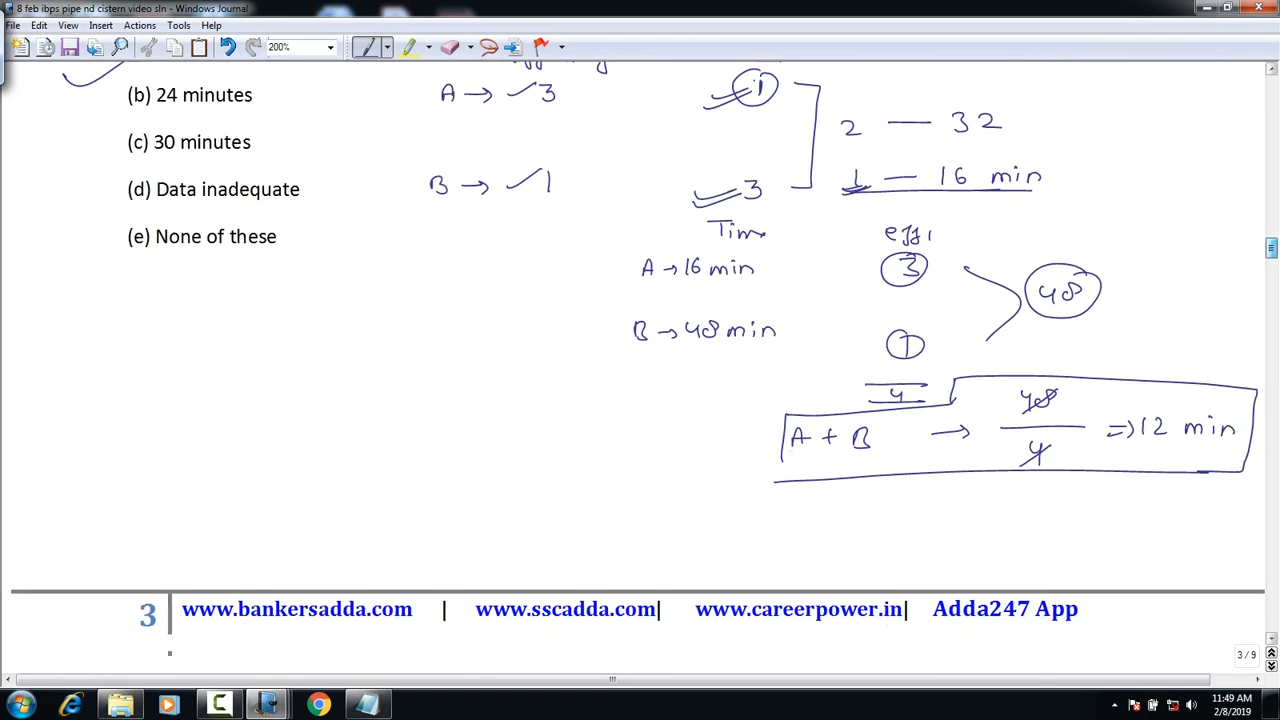 8 feb ibps pipe nd cistern video sln - Windows Journal
File Edit View Insert Actions Tools Help
200%
(b) 24 minutes
A → 3 1
2 — 32
(c) 30 minutes
(d) Data inadequate
B → 1 3
1 — 16 min
(e) None of these
Time effi
A → 16 min 3
48
B → 48 min 1
4
A + B → 48/4 => 12 min
3 www.bankersadda.com | www.sscadda.com| www.careerpower.in| Adda247 App
3 / 9
11:49 AM
2/8/2019